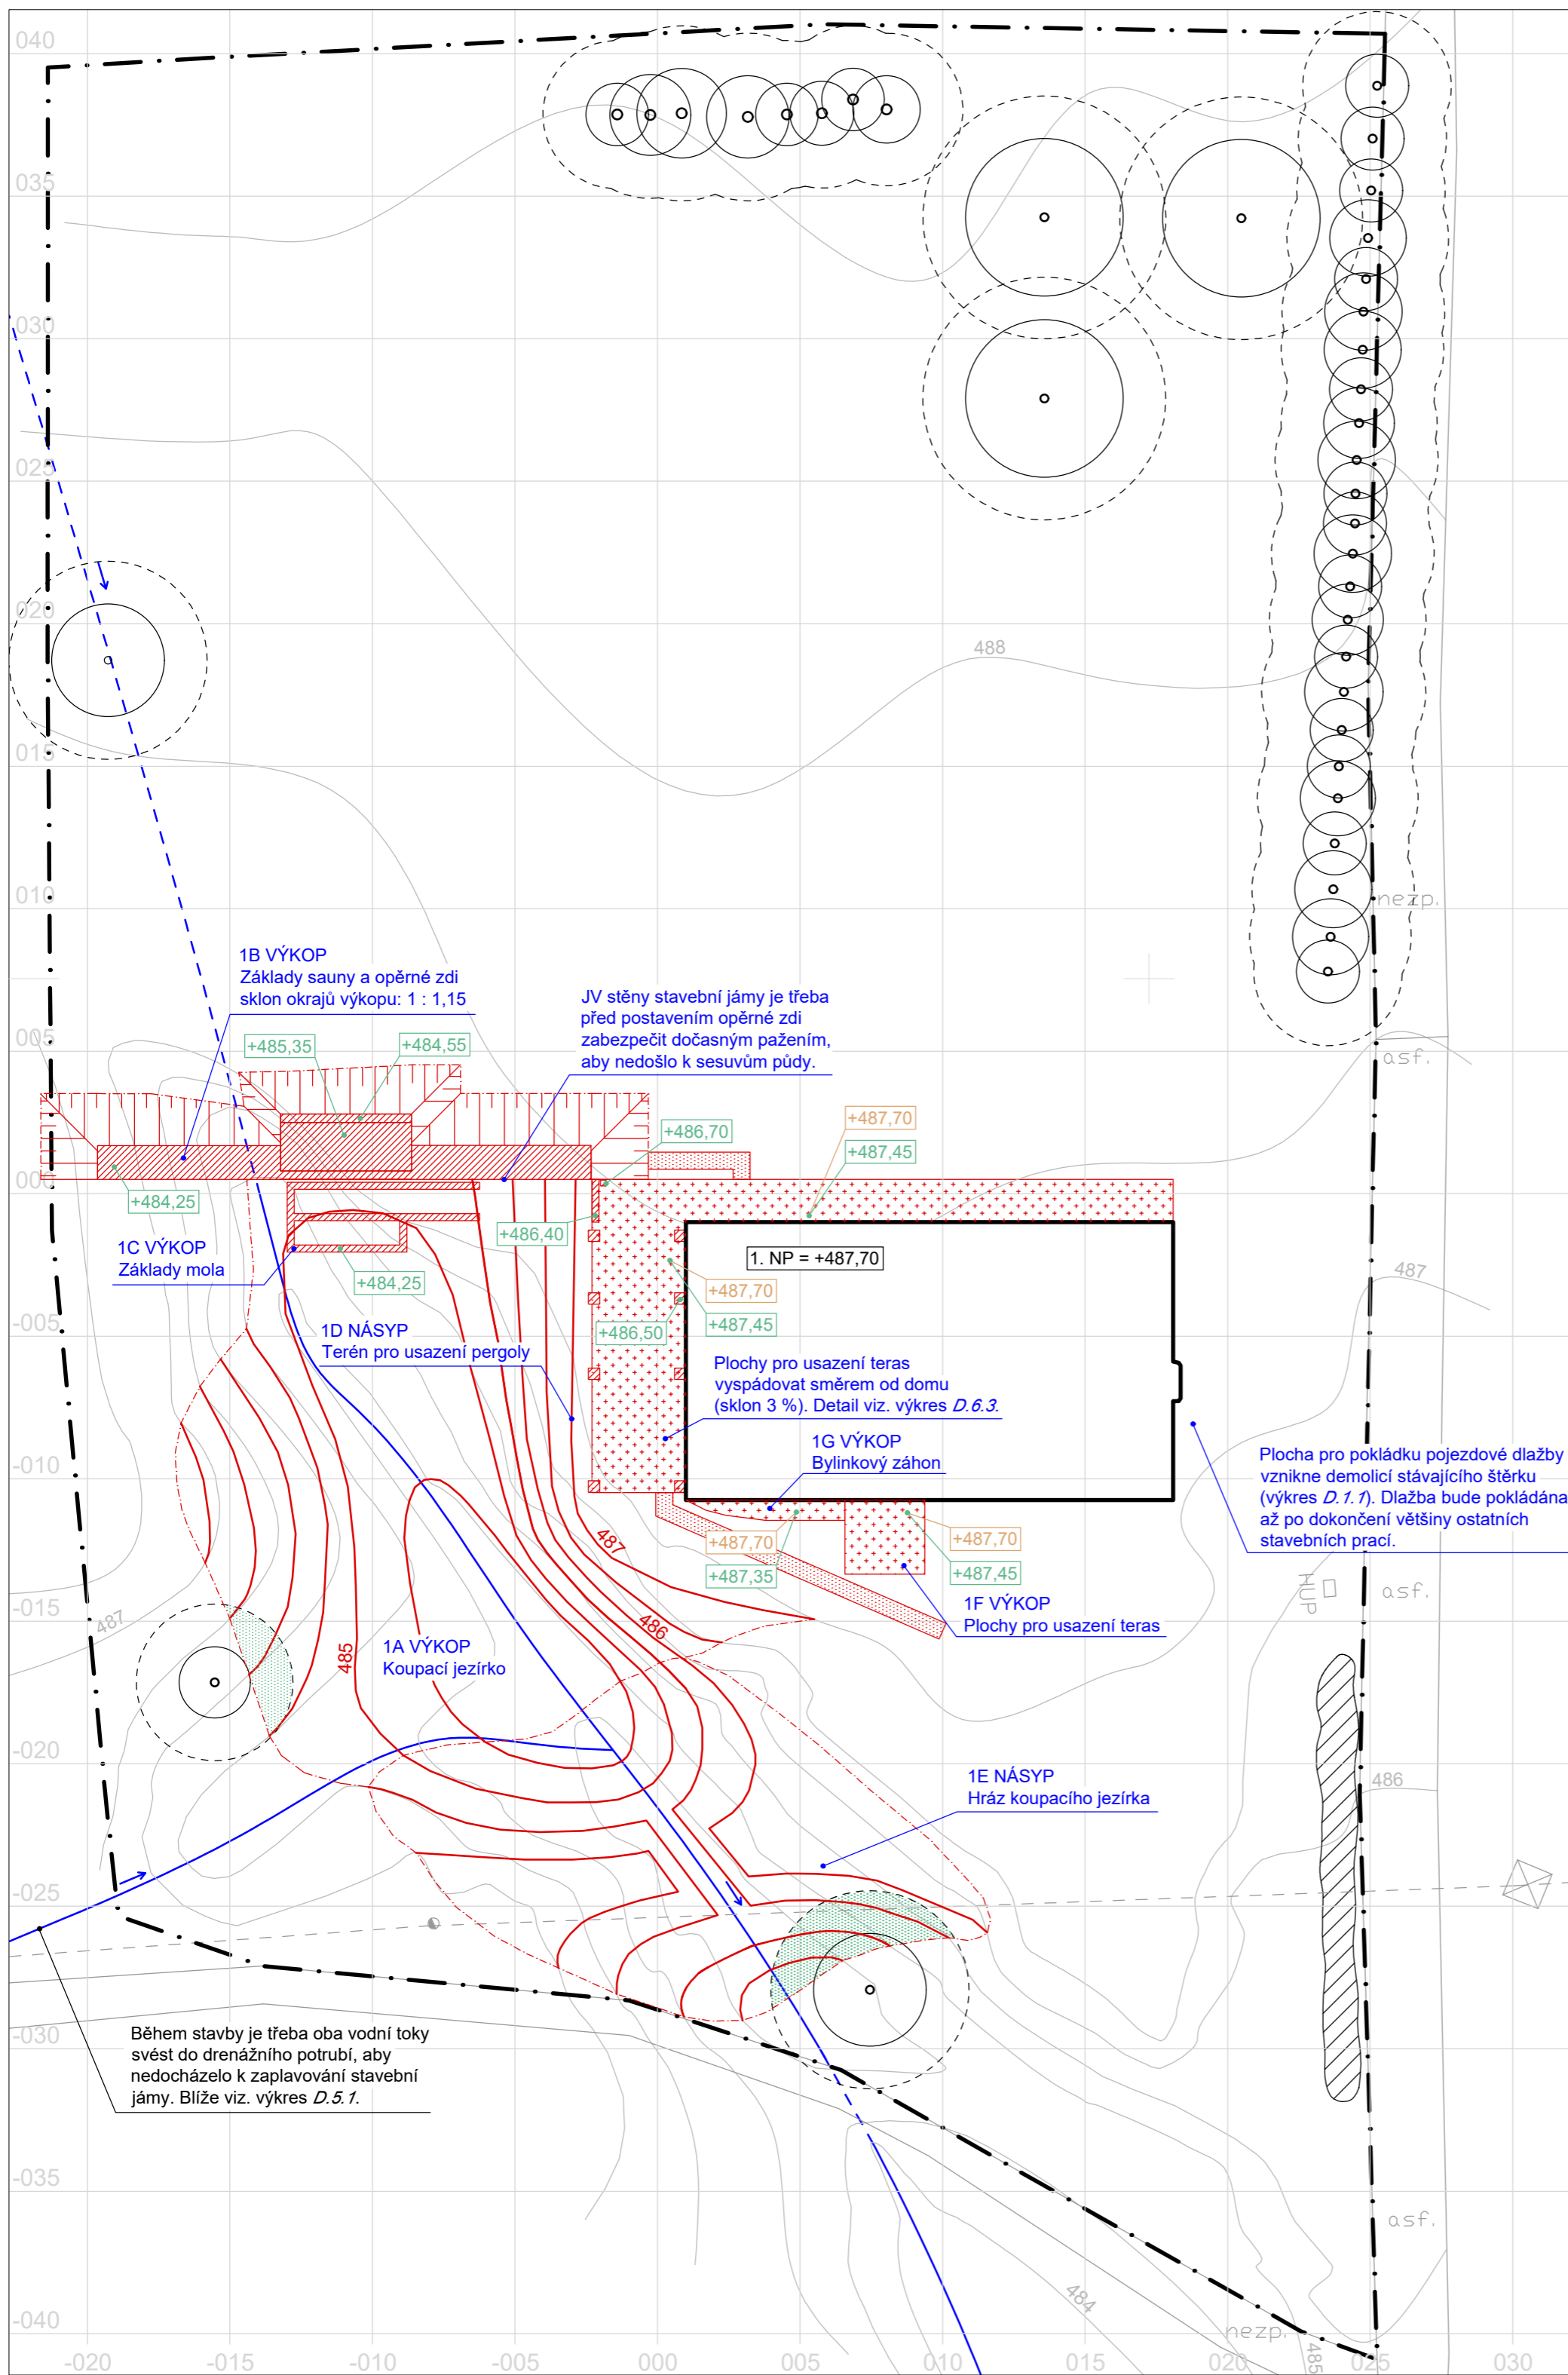 040
035
030
025
020
488
015
010
nezp.
1B VÝKOP
Základy sauny a opěrné zdi
sklon okrajů výkopu: 1 : 1,15
JV stěny stavební jámy je třeba
před postavením opěrné zdi
zabezpečit dočasným pažením,
aby nedošlo k sesuvům půdy.
005
+485,35
+484,55
asf.
+487,70
+486,70
+487,45
000
+484,25
+486,40
1C VÝKOP
Základy mola
1. NP = +487,70
+484,25
487
+487,70
-005
+486,50
+487,45
1D NÁSYP
Terén pro usazení pergoly
Plochy pro usazení teras
vyspádovat směrem od domu
(sklon 3 %). Detail viz. výkres D.6.3.
1G VÝKOP
Bylinkový záhon
Plocha pro pokládku pojezdové dlažby
vznikne demolicí stávajícího štěrku
(výkres D.1.1). Dlažba bude pokládána
až po dokončení většiny ostatních
stavebních prací.
-010
487
+487,70
+487,70
+487,35
+487,45
HUP
asf.
1F VÝKOP
Plochy pro usazení teras
-015
487
486
485
1A VÝKOP
Koupací jezírko
-020
486
1E NÁSYP
Hráz koupacího jezírka
-025
-030
Během stavby je třeba oba vodní toky
svést do drenážního potrubí, aby
nedocházelo k zaplavování stavební
jámy. Blíže viz. výkres D.5.1.
-035
asf.
484
-040
nezp.
485
-020
-015
-010
-005
000
005
010
015
020
025
030